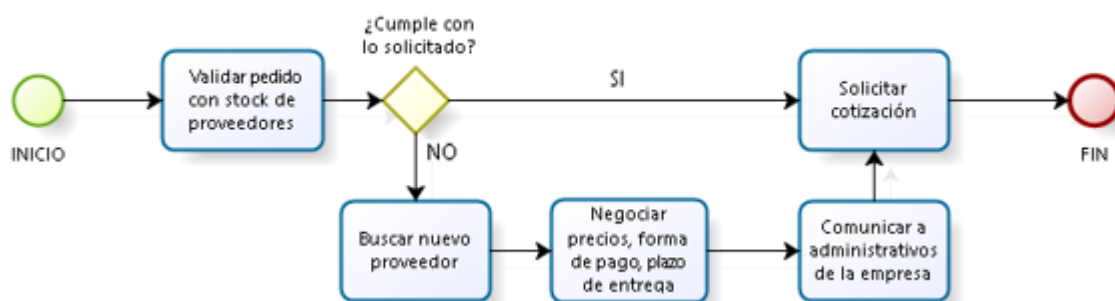 ¿Cumple con
lo solicitado?
Validar pedido
con stock de
proveedores
SI
Solicitar
cotización
INICIO
NO
FIN
Buscar nuevo
proveedor
Negociar
precios, forma
de pago, plazo
de entrega
Comunicar a
administrativos
de la empresa